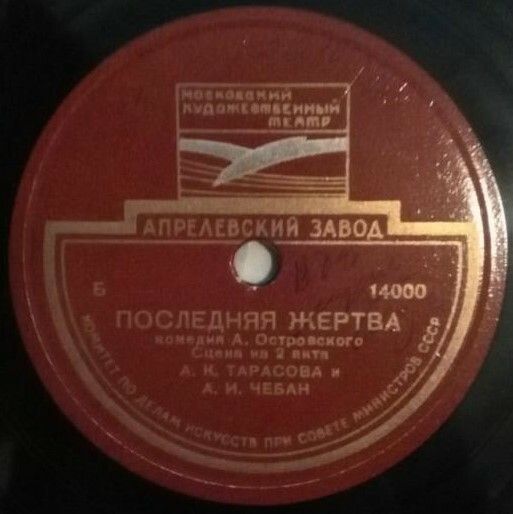 МОСКОВСКИЙ
ХУДОЖЕСТВЕННЫЙ
ТЕАТР
АПРЕЛЕВСКИЙ ЗАВОД
Б 14000
ПОСЛЕДНЯЯ ЖЕРТВА
комедия А. Островского
Сцена из 2 акта
А. К. ТАРАСОВА и
А. И. ЧЕБАН
КОМИТЕТ ПО ДЕЛАМ ИСКУССТВ ПРИ СОВЕТЕ МИНИСТРОВ СССР